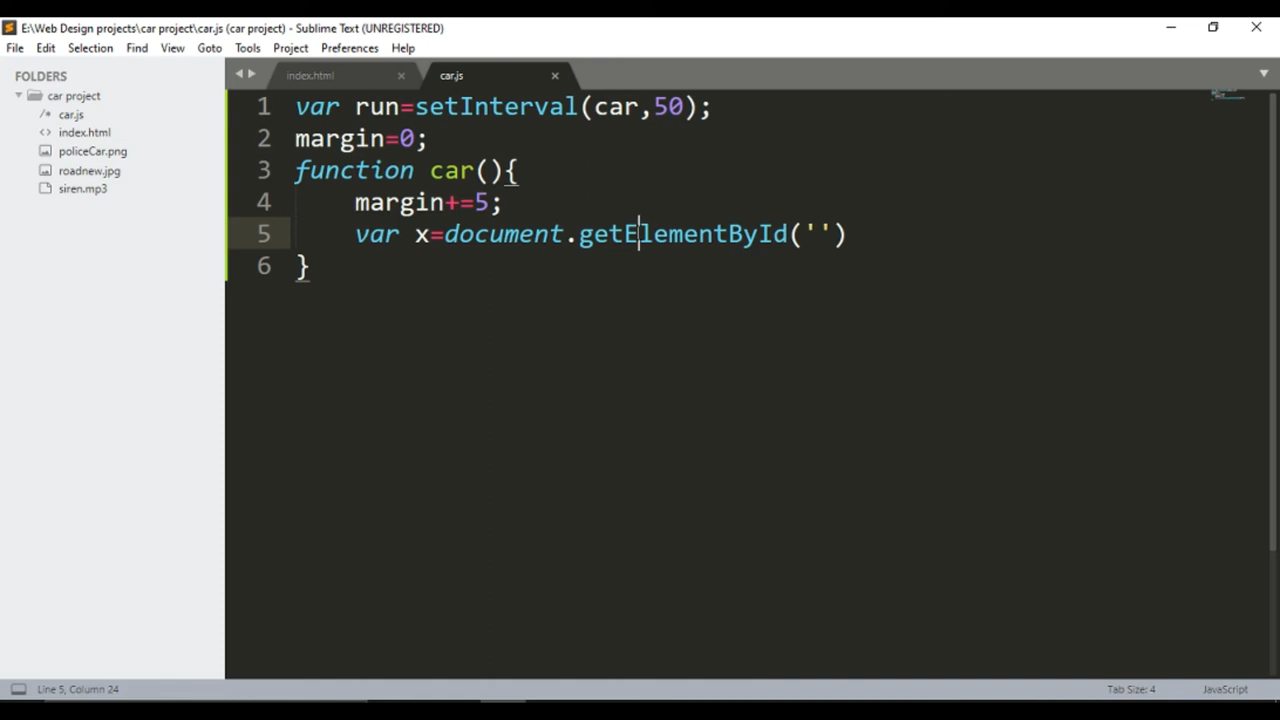 E:\Web Design projects\car project\car.js (car project) - Sublime Text (UNREGISTERED)
File Edit Selection Find View Goto Tools Project Preferences Help
FOLDERS
car project
/* car.js
<> index.html
policeCar.png
roadnew.jpg
siren.mp3
index.html × car.js ×
1 var run=setInterval(car,50);
2 margin=0;
3 function car(){
4     margin+=5;
5     var x=document.getElementById('')
6 }
Line 5, Column 24
Tab Size: 4
JavaScript